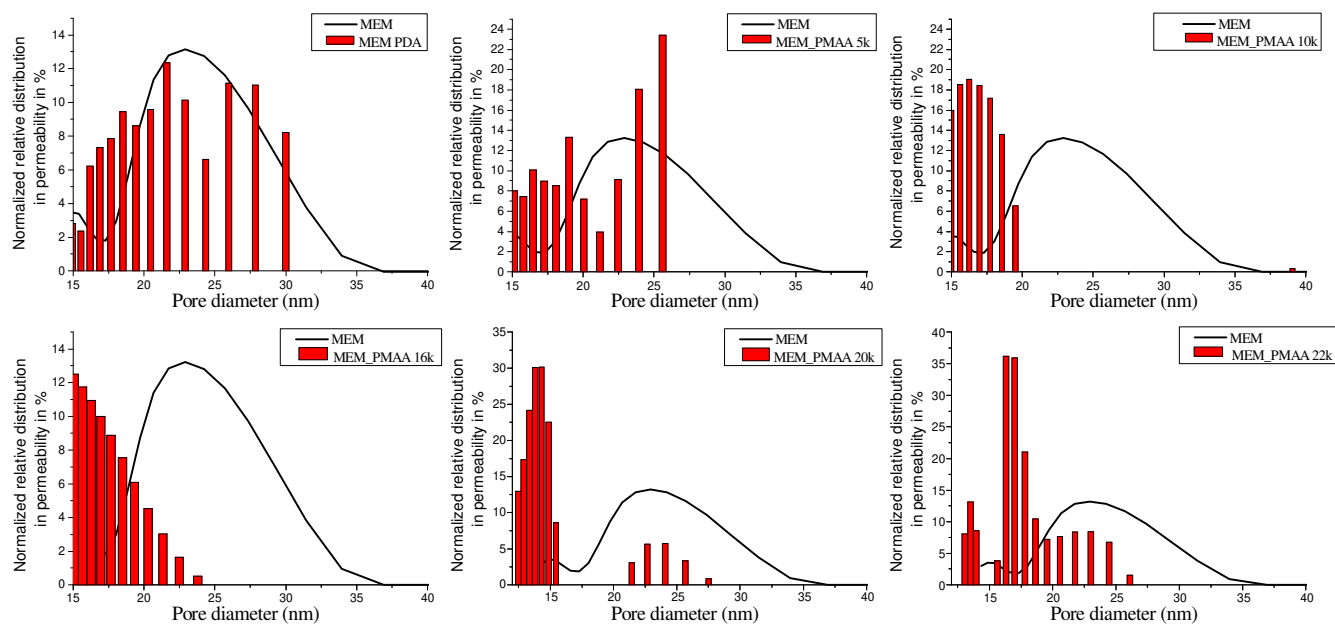 MEM
MEM PDA
Normalized relative distribution
in permeability in %
14
12
10
8
6
4
2
0
15 20 25 30 35 40
Pore diameter (nm)
MEM
MEM_PMAA 5k
Normalized relative distribution
in permeability in %
24
22
20
18
16
14
12
10
8
6
4
2
0
15 20 25 30 35 40
Pore diameter (nm)
MEM
MEM_PMAA 10k
Normalized relative distribution
in permeability in %
24
22
20
18
16
14
12
10
8
6
4
2
0
15 20 25 30 35 40
Pore diameter (nm)
MEM
MEM_PMAA 16k
Normalized relative distribution
in permeability in %
14
12
10
8
6
4
2
0
15 20 25 30 35 40
Pore diameter (nm)
MEM
MEM_PMAA 20k
Normalized relative distribution
in permeability in %
35
30
25
20
15
10
5
0
15 20 25 30 35 40
Pore diameter (nm)
MEM
MEM_PMAA 22k
Normalized relative distribution
in permeability in %
40
35
30
25
20
15
10
5
0
15 20 25 30 35 40
Pore diameter (nm)